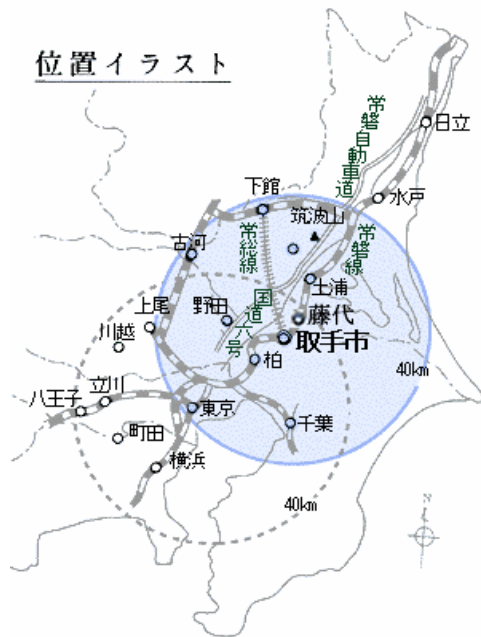 位置イラスト
常磐自動車道
日立
下館
水戸
筑波山
常総線
常磐線
古河
土浦
国道六号
上尾
野田
藤代
川越
取手市
柏
40km
立川
八王子
東京
千葉
町田
横浜
40km
N